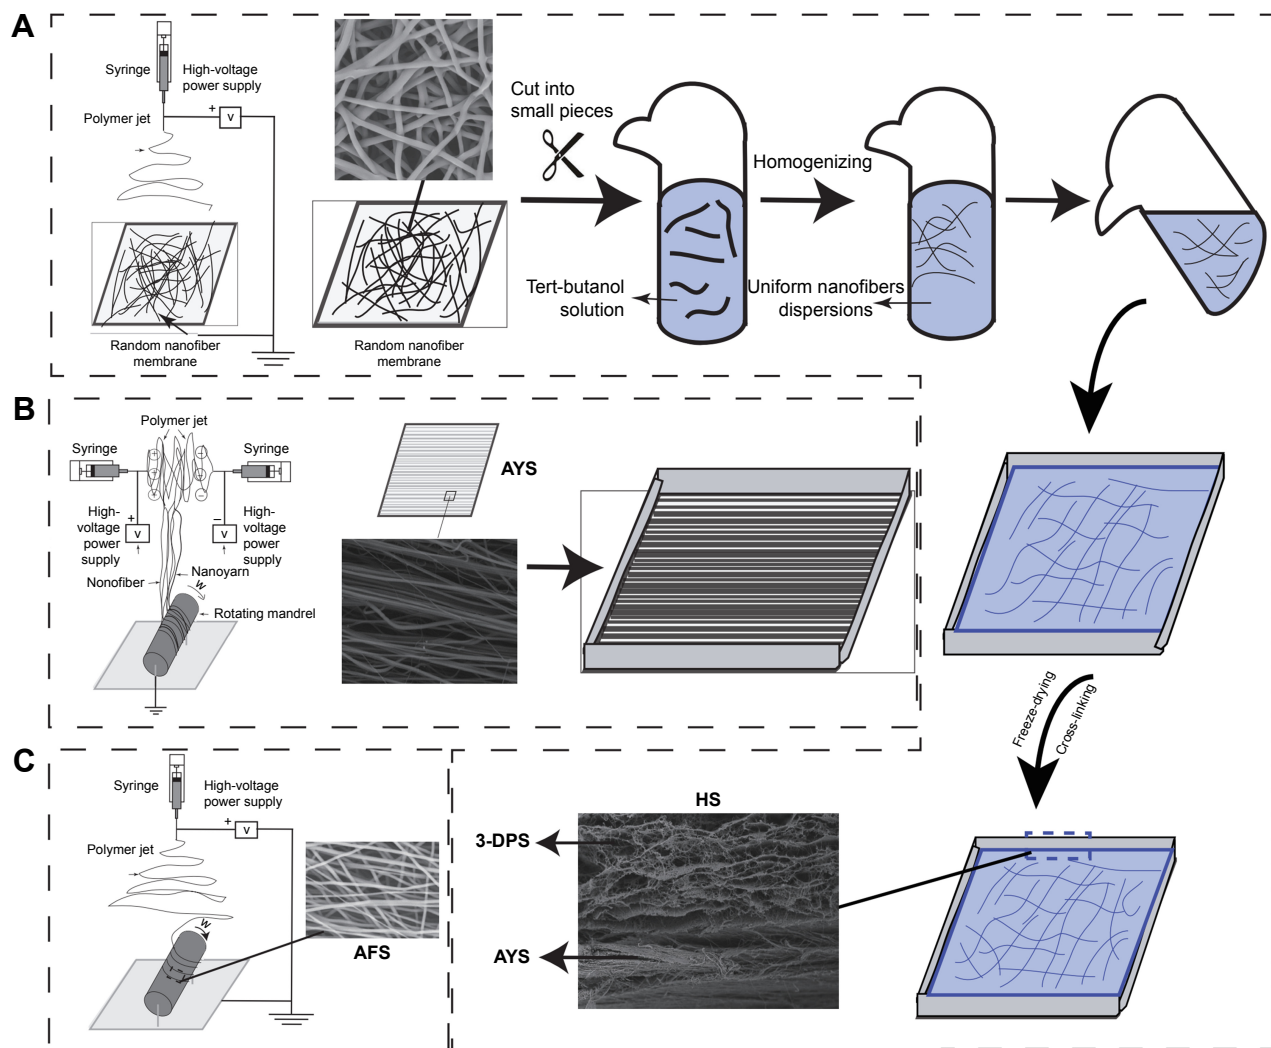 A
Syringe
High-voltage
power supply
+
V
Polymer jet
Random nanofiber
membrane
Random nanofiber
membrane
Cut into
small pieces
Tert-butanol
solution
Homogenizing
Uniform nanofibers
dispersions
B
Polymer jet
Syringe
Syringe
+
+
+
−
−
−
+
V
−
V
High-
voltage
power
supply
High-
voltage
power
supply
Nanoyarn
Nonofiber
W
Rotating mandrel
AYS
Freeze-drying
Cross-linking
C
Syringe
High-voltage
power supply
+
V
Polymer jet
W
AFS
HS
3-DPS
AYS